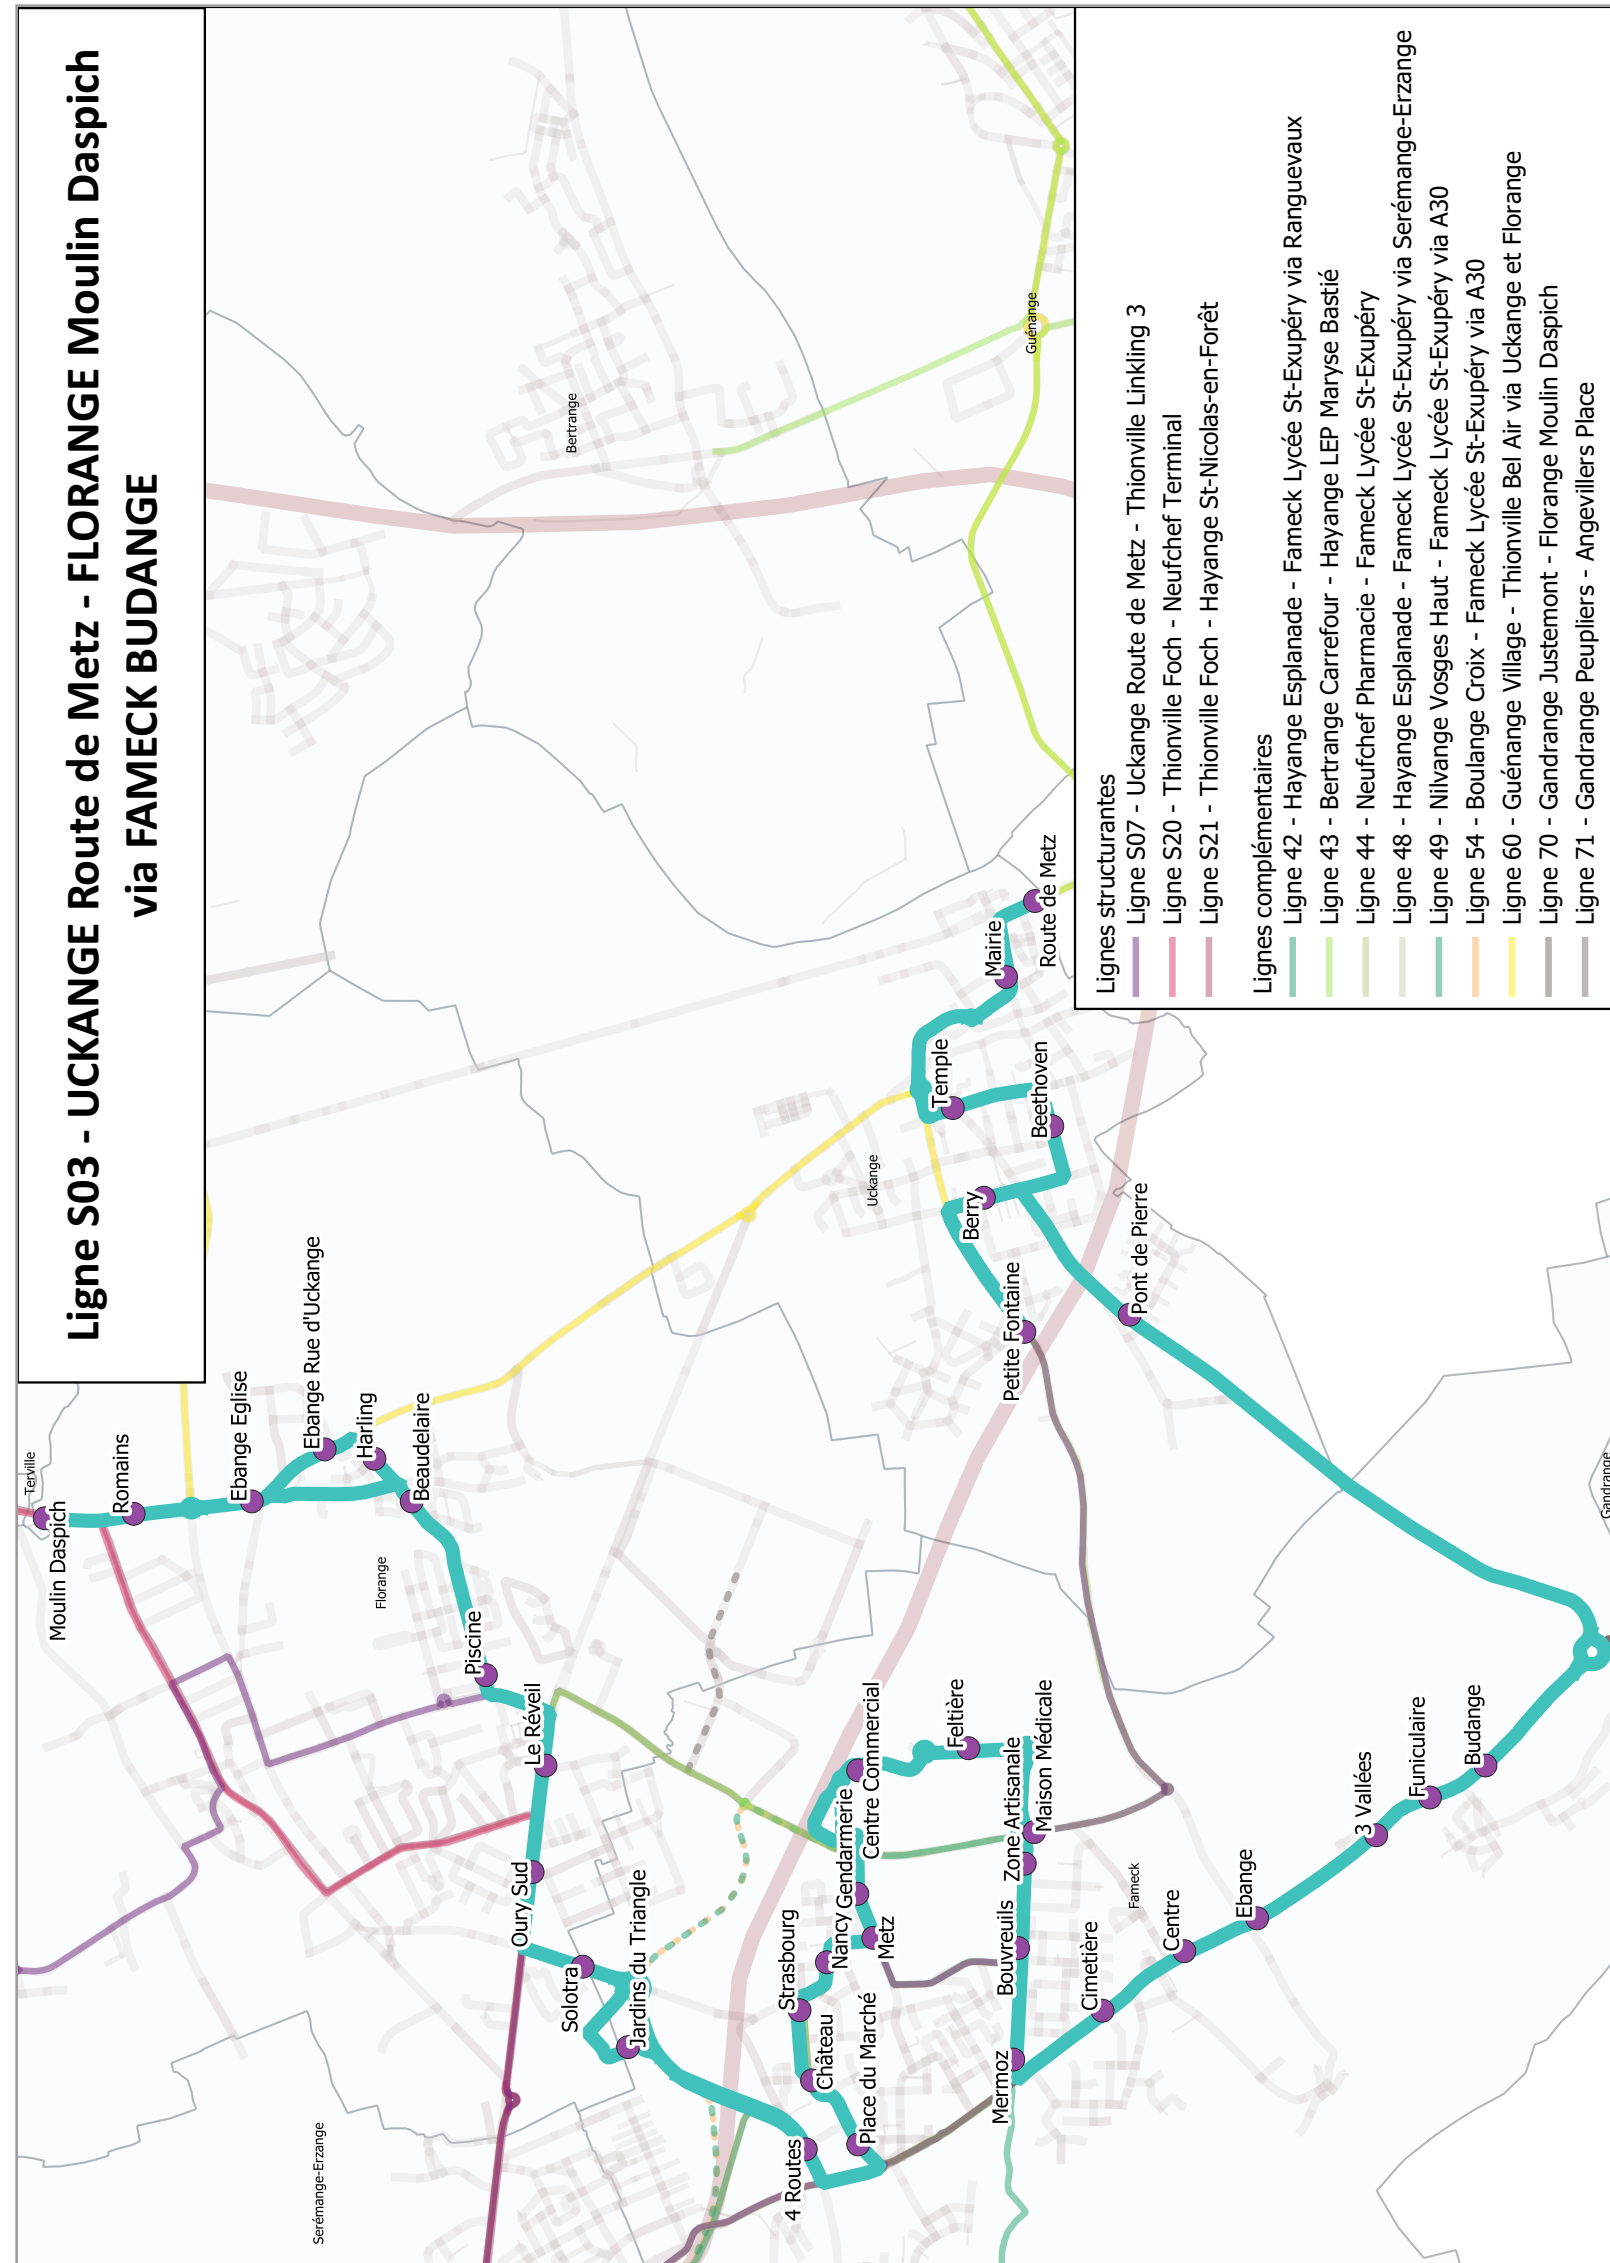 Ligne S03 - UCKANGE Route de Metz - FLORANGE Moulin Daspich
via FAMECK BUDANGE
Terville
Moulin Daspich
Romains
Ebange Eglise
Ebange Rue d'Uckange
Harling
Beaudelaire
Florange
Piscine
Le Réveil
Oury Sud
Solotra
Jardins du Triangle
Serémange-Erzange
4 Routes
Place du Marché
Château
Strasbourg
Nancy
Metz
Gendarmerie
Centre Commercial
Feltière
Maison Médicale
Zone Artisanale
Bouvreuils
Mermoz
Cimetière
Fameck
Centre
Ebange
3 Vallées
Funiculaire
Budange
Gandrange
Pont de Pierre
Petite Fontaine
Berry
Beethoven
Temple
Uckange
Mairie
Route de Metz
Bertrange
Guénange
Lignes structurantes
Ligne S07 - Uckange Route de Metz - Thionville Linkling 3
Ligne S20 - Thionville Foch - Neufchef Terminal
Ligne S21 - Thionville Foch - Hayange St-Nicolas-en-Forêt
Lignes complémentaires
Ligne 42 - Hayange Esplanade - Fameck Lycée St-Exupéry via Ranguevaux
Ligne 43 - Bertrange Carrefour - Hayange LEP Maryse Bastié
Ligne 44 - Neufchef Pharmacie - Fameck Lycée St-Exupéry
Ligne 48 - Hayange Esplanade - Fameck Lycée St-Exupéry via Serémange-Erzange
Ligne 49 - Nilvange Vosges Haut - Fameck Lycée St-Exupéry via A30
Ligne 54 - Boulange Croix - Fameck Lycée St-Exupéry via A30
Ligne 60 - Guénange Village - Thionville Bel Air via Uckange et Florange
Ligne 70 - Gandrange Justemont - Florange Moulin Daspich
Ligne 71 - Gandrange Peupliers - Angevillers Place